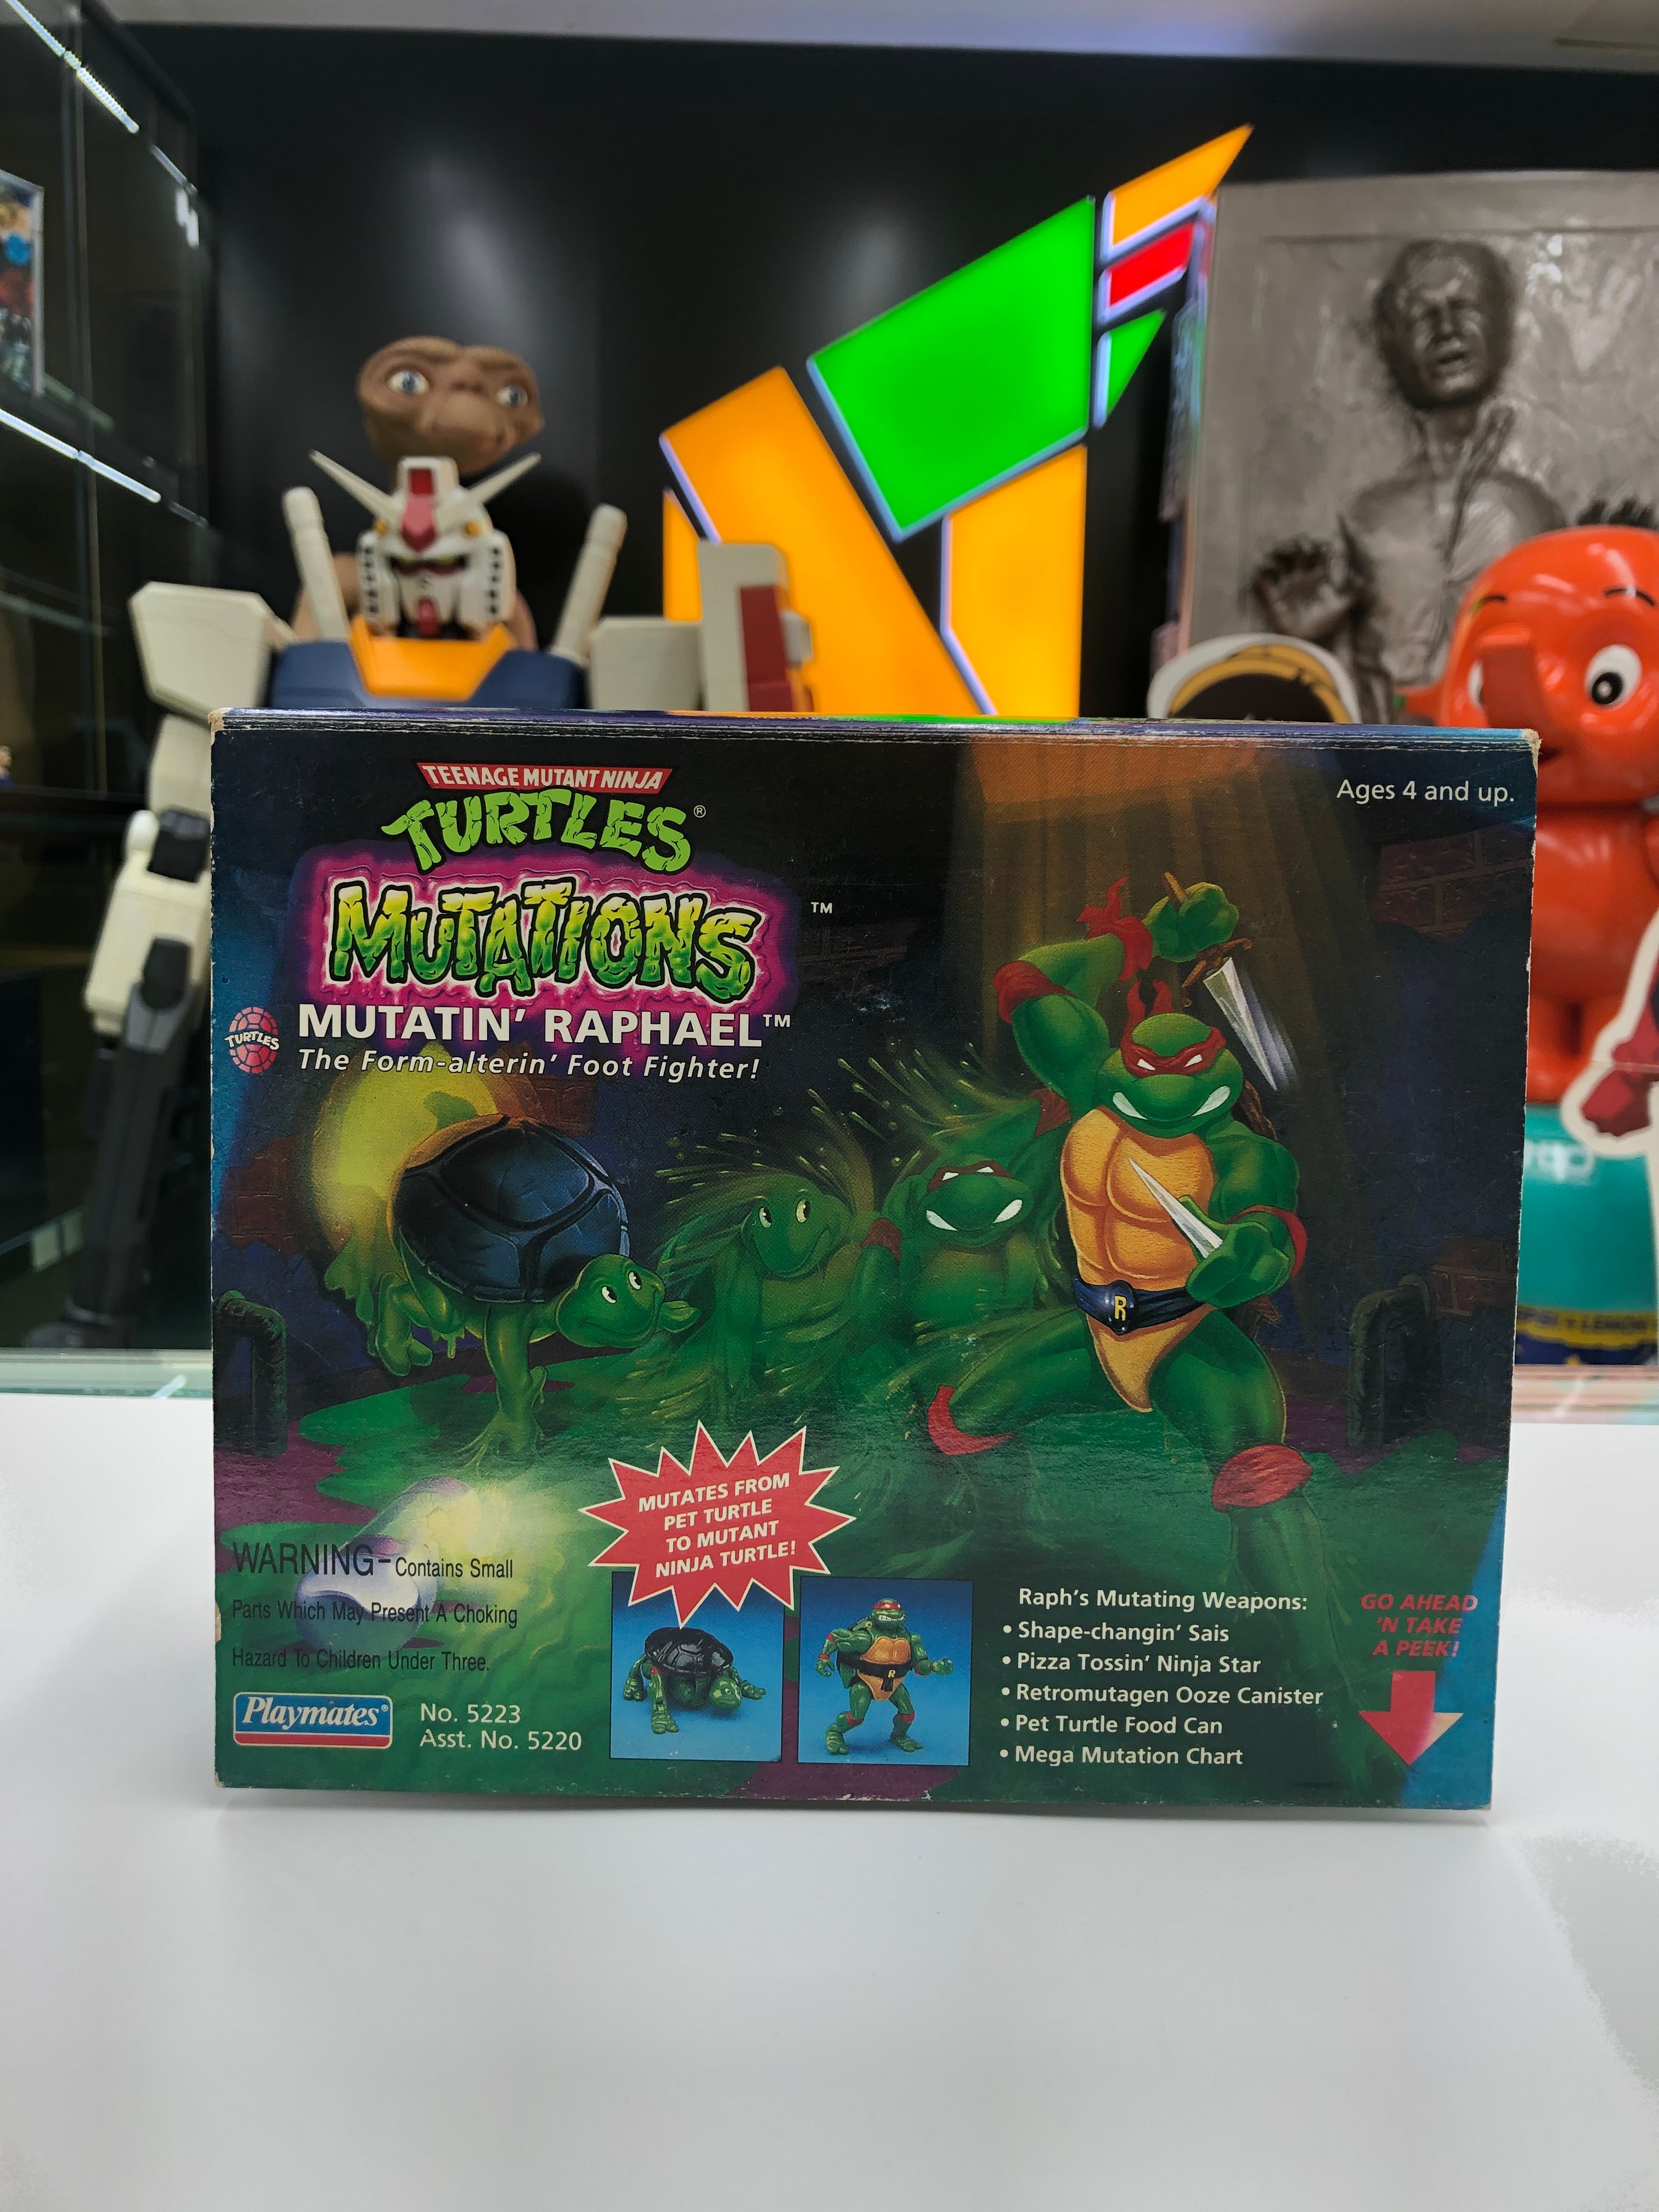 TEENAGE MUTANT NINJA
TURTLES®
MUTATIONS™
MUTATIN' RAPHAEL™
The Form-alterin' Foot Fighter!
TURTLES
Ages 4 and up.
R
MUTATES FROM
PET TURTLE
TO MUTANT
NINJA TURTLE!
WARNING-Contains Small
Parts Which May Present A Choking
Hazard To Children Under Three.
Playmates®
No. 5223
Asst. No. 5220
R
Raph's Mutating Weapons:
• Shape-changin' Sais
• Pizza Tossin' Ninja Star
• Retromutagen Ooze Canister
• Pet Turtle Food Can
• Mega Mutation Chart
GO AHEAD
'N TAKE
A PEEK!
LEMON